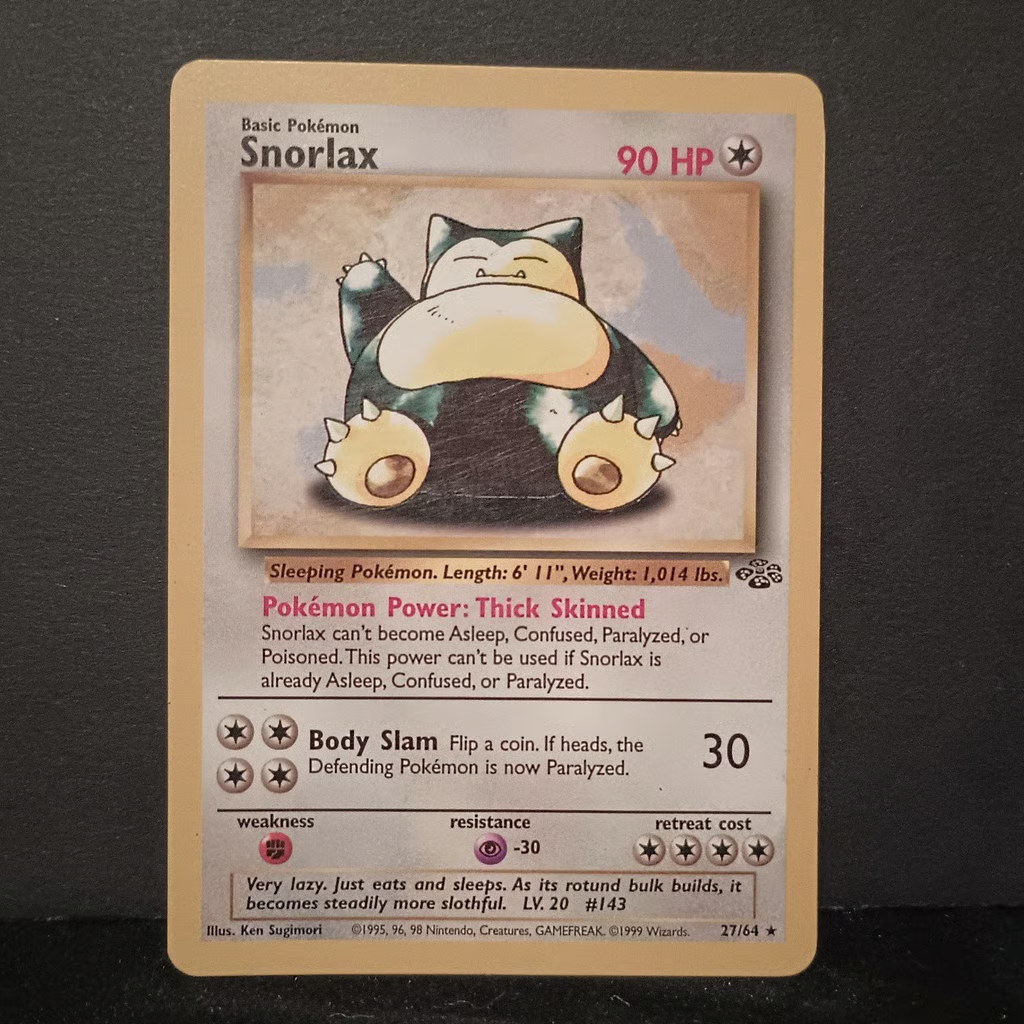 Basic Pokémon
Snorlax
90 HP
Sleeping Pokémon. Length: 6' 11", Weight: 1,014 lbs.
Pokémon Power: Thick Skinned
Snorlax can't become Asleep, Confused, Paralyzed, or
Poisoned. This power can't be used if Snorlax is
already Asleep, Confused, or Paralyzed.
Body Slam Flip a coin. If heads, the
Defending Pokémon is now Paralyzed.
30
weakness
resistance
retreat cost
-30
Very lazy. Just eats and sleeps. As its rotund bulk builds, it
becomes steadily more slothful. LV. 20 #143
Illus. Ken Sugimori ©1995, 96, 98 Nintendo, Creatures, GAMEFREAK. ©1999 Wizards. 27/64 ★